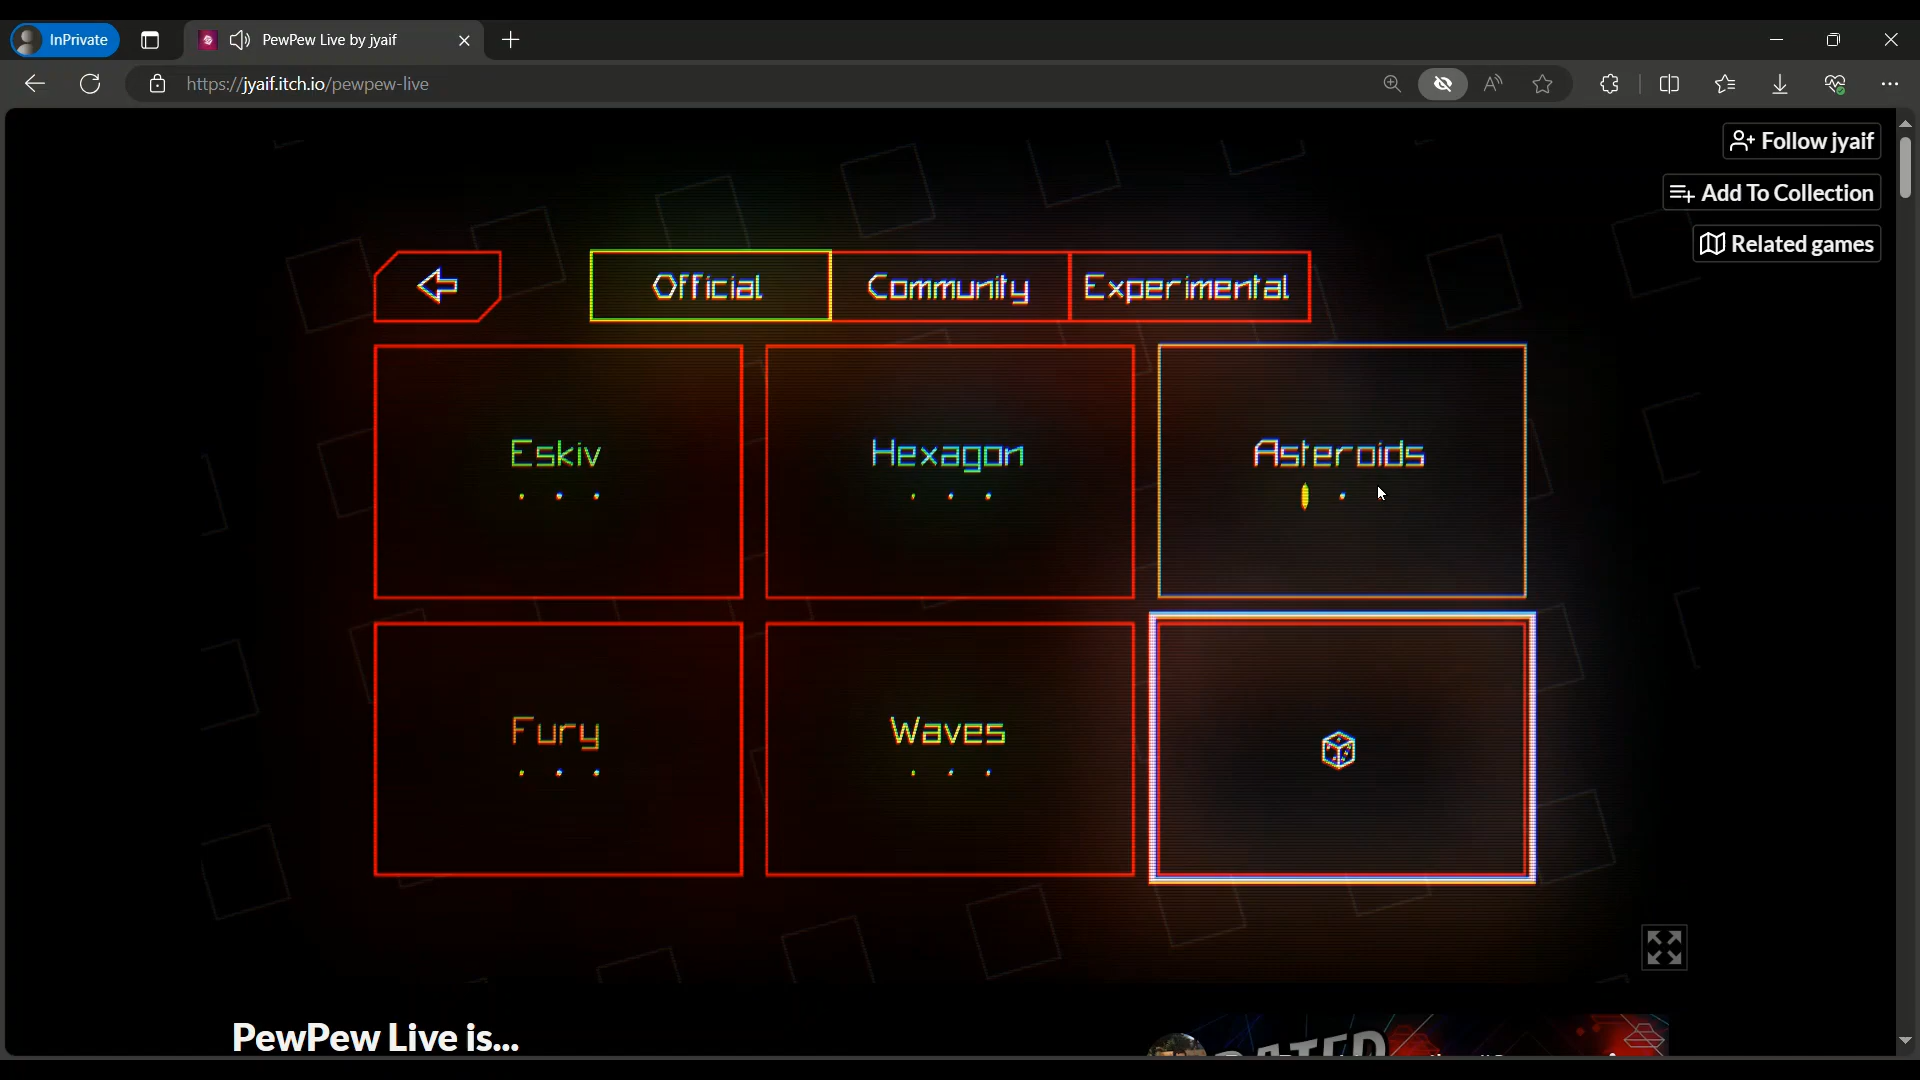 InPrivate
PewPew Live by jyaif
https://jyaif.itch.io/pewpew-live
Follow jyaif
Add To Collection
Related games
Official
Community
Experimental
Eskiv
Hexagon
Asteroids
Fury
Waves
PewPew Live is...